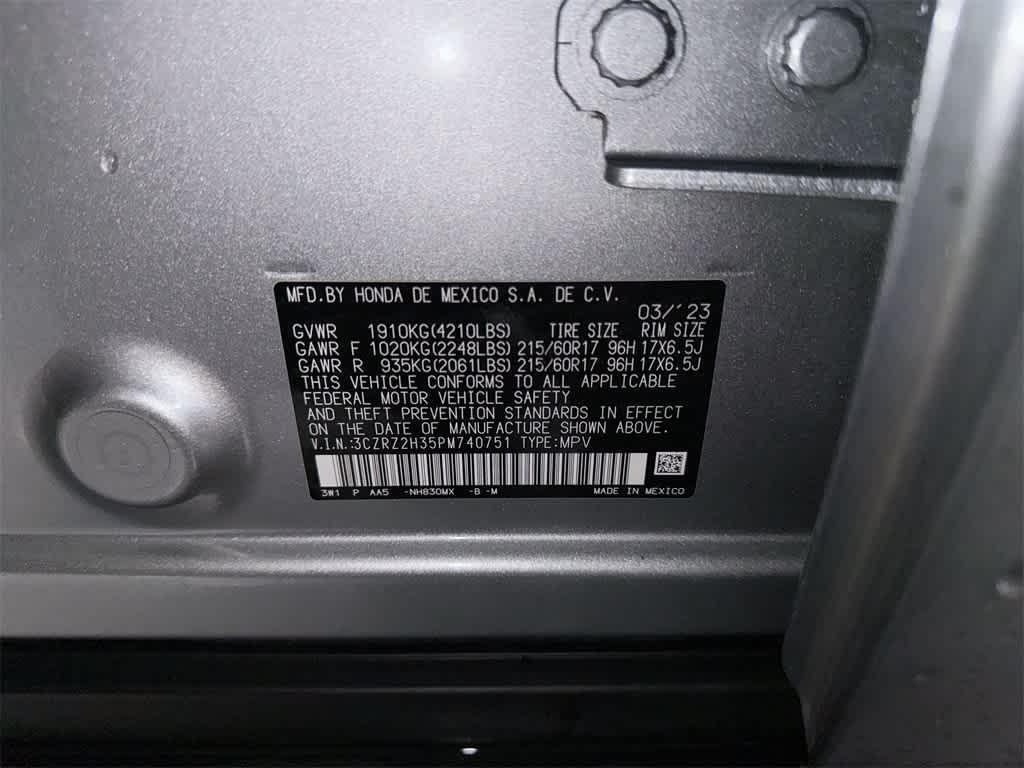 MFD.BY HONDA DE MEXICO S.A. DE C.V.
03/'23
GVWR 1910KG(4210LBS) TIRE SIZE RIM SIZE
GAWR F 1020KG(2248LBS) 215/60R17 96H 17X6.5J
GAWR R 935KG(2061LBS) 215/60R17 96H 17X6.5J
THIS VEHICLE CONFORMS TO ALL APPLICABLE
FEDERAL MOTOR VEHICLE SAFETY
AND THEFT PREVENTION STANDARDS IN EFFECT
ON THE DATE OF MANUFACTURE SHOWN ABOVE.
V.I.N.:3CZRZ2H35PM740751 TYPE:MPV
3W1 P AA5 -NH830MX -B -M MADE IN MEXICO